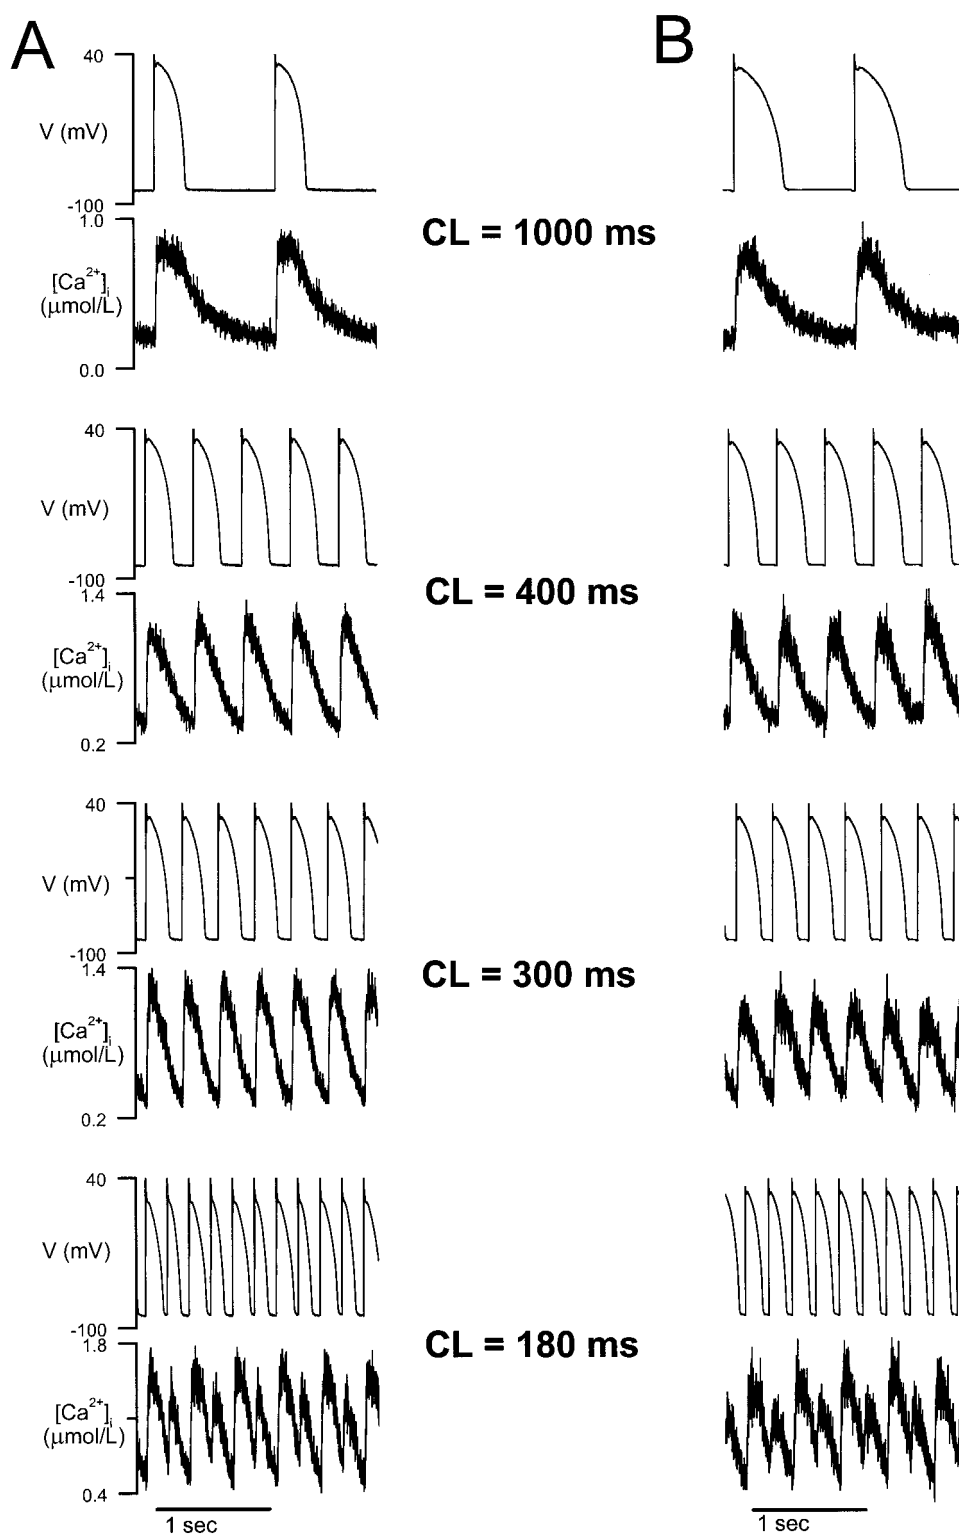 A
B
40
V (mV)
-100
1.0
CL = 1000 ms
[Ca²⁺]i
(μmol/L)
0.0
40
V (mV)
-100
CL = 400 ms
1.4
[Ca²⁺]i
(μmol/L)
0.2
40
V (mV)
-100
1.4
CL = 300 ms
[Ca²⁺]i
(μmol/L)
0.2
40
V (mV)
-100
CL = 180 ms
1.8
[Ca²⁺]i
(μmol/L)
0.4
1 sec
1 sec